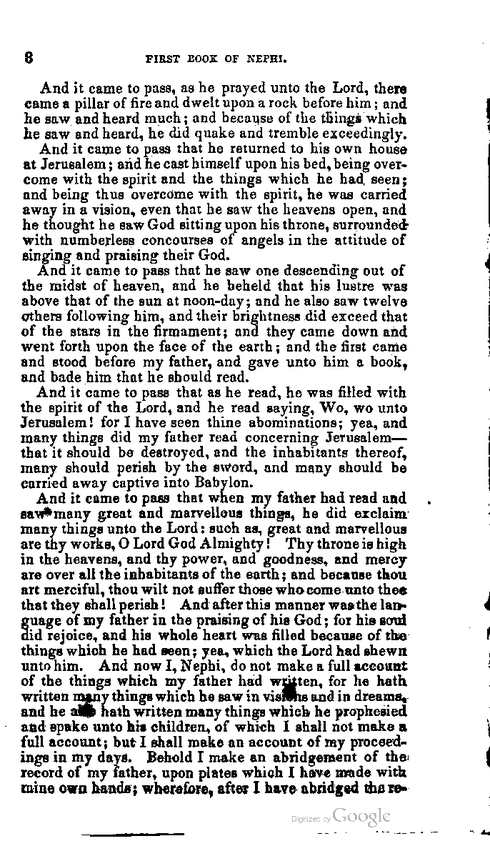 8 FIRST BOOK OF NEPHI.
And it came to pass, as he prayed unto the Lord, there
came a pillar of fire and dwelt upon a rock before him; and
he saw and heard much; and because of the things which
he saw and heard, he did quake and tremble exceedingly.
And it came to pass that he returned to his own house
at Jerusalem; and he cast himself upon his bed, being over-
come with the spirit and the things which he had seen;
and being thus overcome with the spirit, he was carried
away in a vision, even that he saw the heavens open, and
he thought he saw God sitting upon his throne, surrounded
with numberless concourses of angels in the attitude of
singing and praising their God.
And it came to pass that he saw one descending out of
the midst of heaven, and he beheld that his lustre was
above that of the sun at noon-day; and he also saw twelve
others following him, and their brightness did exceed that
of the stars in the firmament; and they came down and
went forth upon the face of the earth; and the first came
and stood before my father, and gave unto him a book,
and bade him that he should read.
And it came to pass that as he read, he was filled with
the spirit of the Lord, and he read saying, Wo, wo unto
Jerusalem! for I have seen thine abominations; yea, and
many things did my father read concerning Jerusalem—
that it should be destroyed, and the inhabitants thereof,
many should perish by the sword, and many should be
carried away captive into Babylon.
And it came to pass that when my father had read and
saw many great and marvellous things, he did exclaim
many things unto the Lord: such as, great and marvellous
are thy works, O Lord God Almighty! Thy throne is high
in the heavens, and thy power, and goodness, and mercy
are over all the inhabitants of the earth; and because thou
art merciful, thou wilt not suffer those who come unto thee
that they shall perish! And after this manner was the lan-
guage of my father in the praising of his God; for his soul
did rejoice, and his whole heart was filled because of the
things which he had seen; yea, which the Lord had shewn
unto him. And now I, Nephi, do not make a full account
of the things which my father had written, for he hath
written many things which he saw in visions and in dreams,
and he also hath written many things which he prophesied
and spake unto his children, of which I shall not make a
full account; but I shall make an account of my proceed-
ings in my days. Behold I make an abridgement of the
record of my father, upon plates which I have made with
mine own hands; wherefore, after I have abridged the re-
Digitized by Google